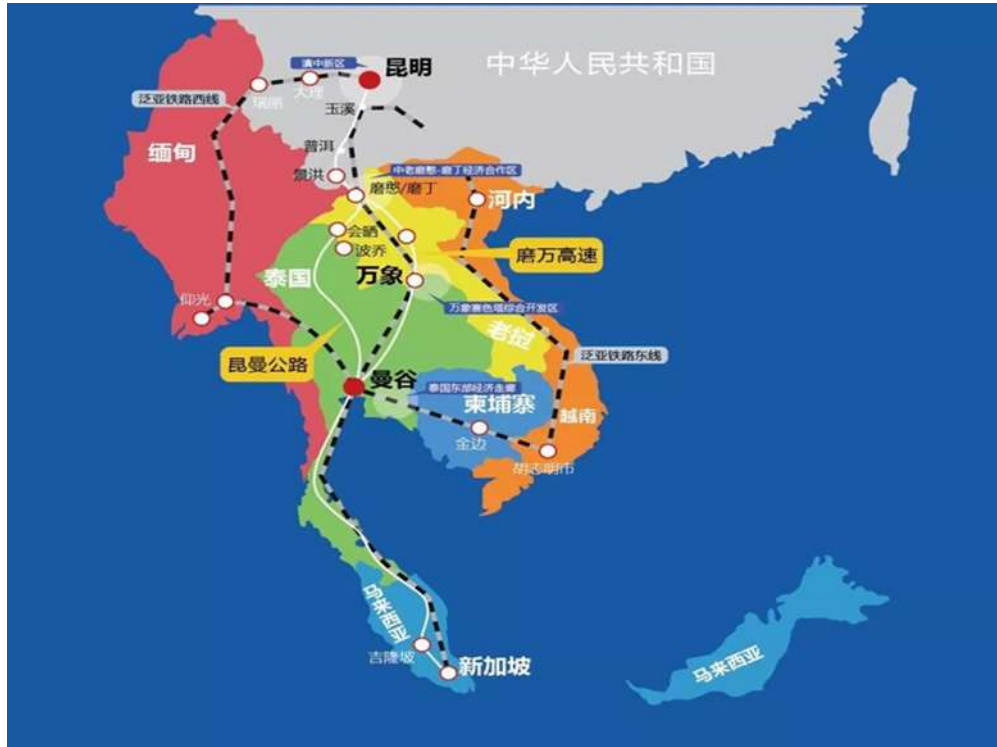 中华人民共和国
滇中新区
昆明
大理
瑞丽
泛亚铁路西线
玉溪
缅甸
普洱
中老磨憨-磨丁经济合作区
景洪
磨憨/磨丁
河内
会晒
波乔
磨万高速
泰国
万象
仰光
万象赛色塔综合开发区
老挝
昆曼公路
泛亚铁路东线
曼谷
泰国东部经济走廊
柬埔寨
越南
金边
胡志明市
马来西亚
吉隆坡
新加坡
马来西亚